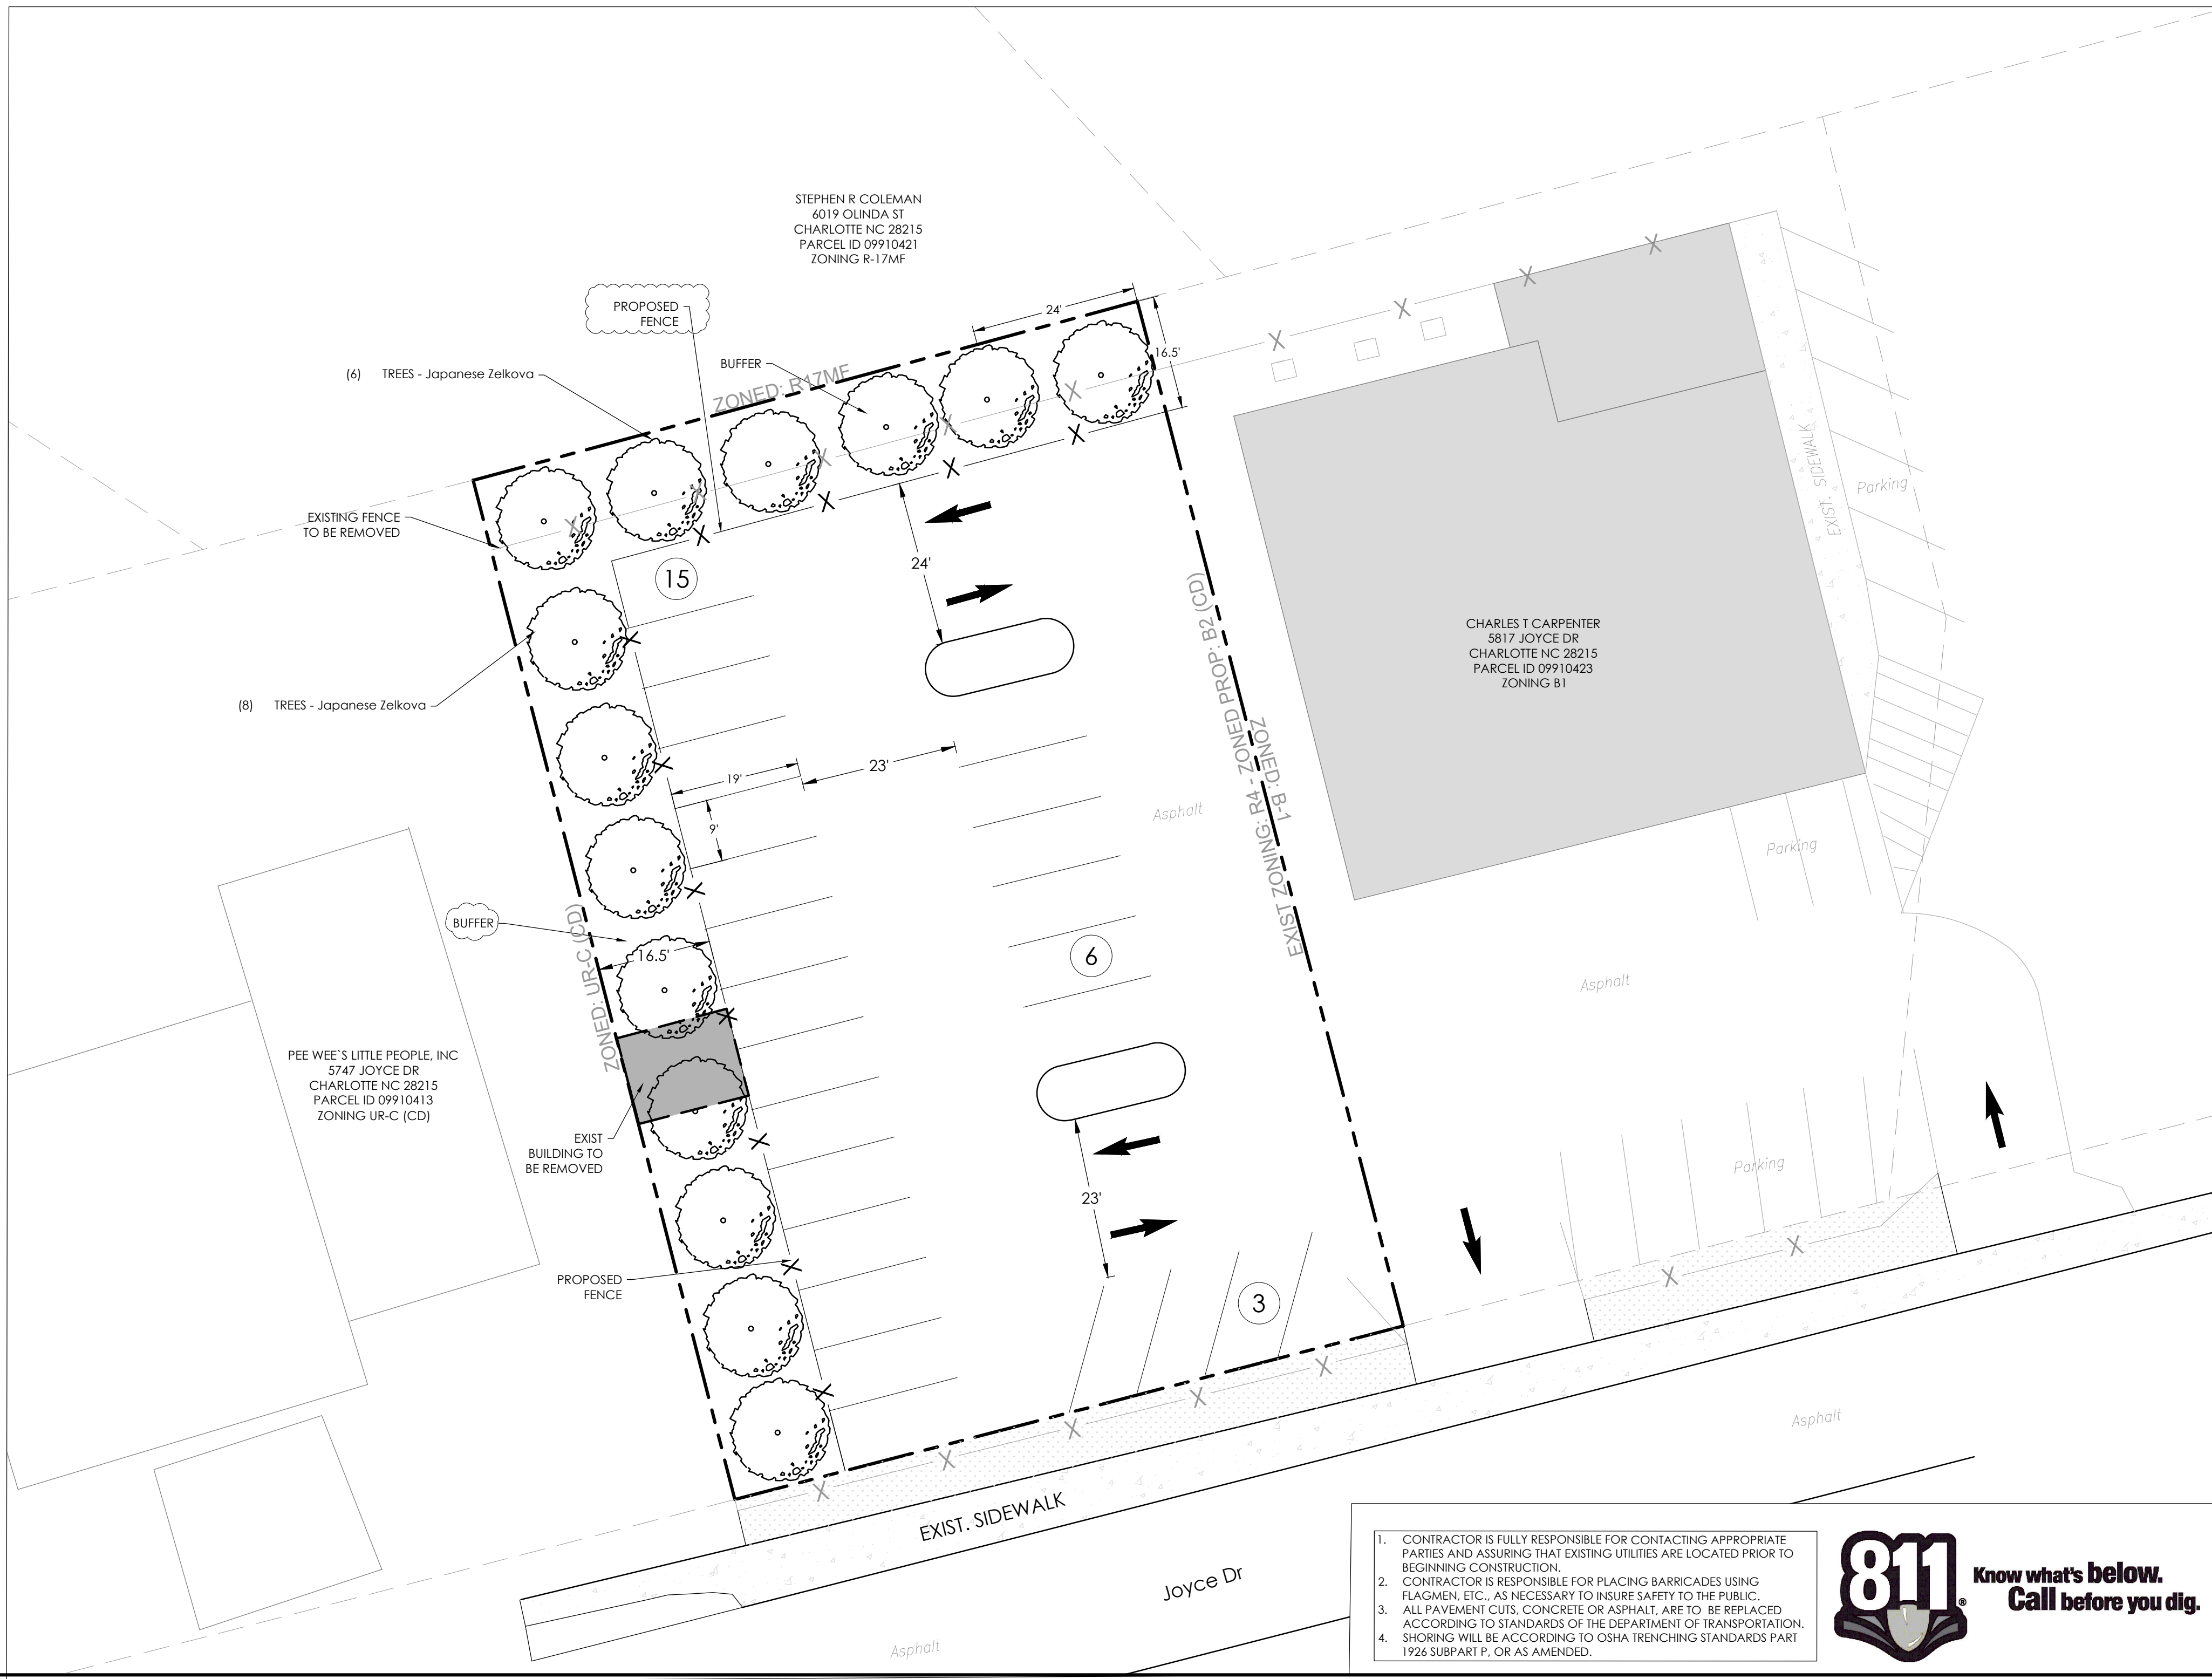 STEPHEN R COLEMAN
6019 OLINDA ST
CHARLOTTE NC 28215
PARCEL ID 09910421
ZONING R-17MF
PROPOSED
FENCE
24'
16.5'
BUFFER
(6) TREES - Japanese Zelkova
ZONED: R17MF
EXISTING FENCE
TO BE REMOVED
15
24'
EXIST. SIDEWALK
Parking
CHARLES T CARPENTER
5817 JOYCE DR
CHARLOTTE NC 28215
PARCEL ID 09910423
ZONING B1
(8) TREES - Japanese Zelkova
EXIST ZONING: R4 - ZONED PROP: B2 (CD)
ZONED: B-1
19'
23'
9'
Asphalt
Parking
BUFFER
16.5'
ZONED: UR-C (CD)
6
Asphalt
PEE WEE`S LITTLE PEOPLE, INC
5747 JOYCE DR
CHARLOTTE NC 28215
PARCEL ID 09910413
ZONING UR-C (CD)
EXIST
BUILDING TO
BE REMOVED
23'
Parking
PROPOSED
FENCE
3
Asphalt
EXIST. SIDEWALK
Joyce Dr
Asphalt
1. CONTRACTOR IS FULLY RESPONSIBLE FOR CONTACTING APPROPRIATE
PARTIES AND ASSURING THAT EXISTING UTILITIES ARE LOCATED PRIOR TO
BEGINNING CONSTRUCTION.
2. CONTRACTOR IS RESPONSIBLE FOR PLACING BARRICADES USING
FLAGMEN, ETC., AS NECESSARY TO INSURE SAFETY TO THE PUBLIC.
3. ALL PAVEMENT CUTS, CONCRETE OR ASPHALT, ARE TO BE REPLACED
ACCORDING TO STANDARDS OF THE DEPARTMENT OF TRANSPORTATION.
4. SHORING WILL BE ACCORDING TO OSHA TRENCHING STANDARDS PART
1926 SUBPART P, OR AS AMENDED.
811®
Know what's below.
Call before you dig.